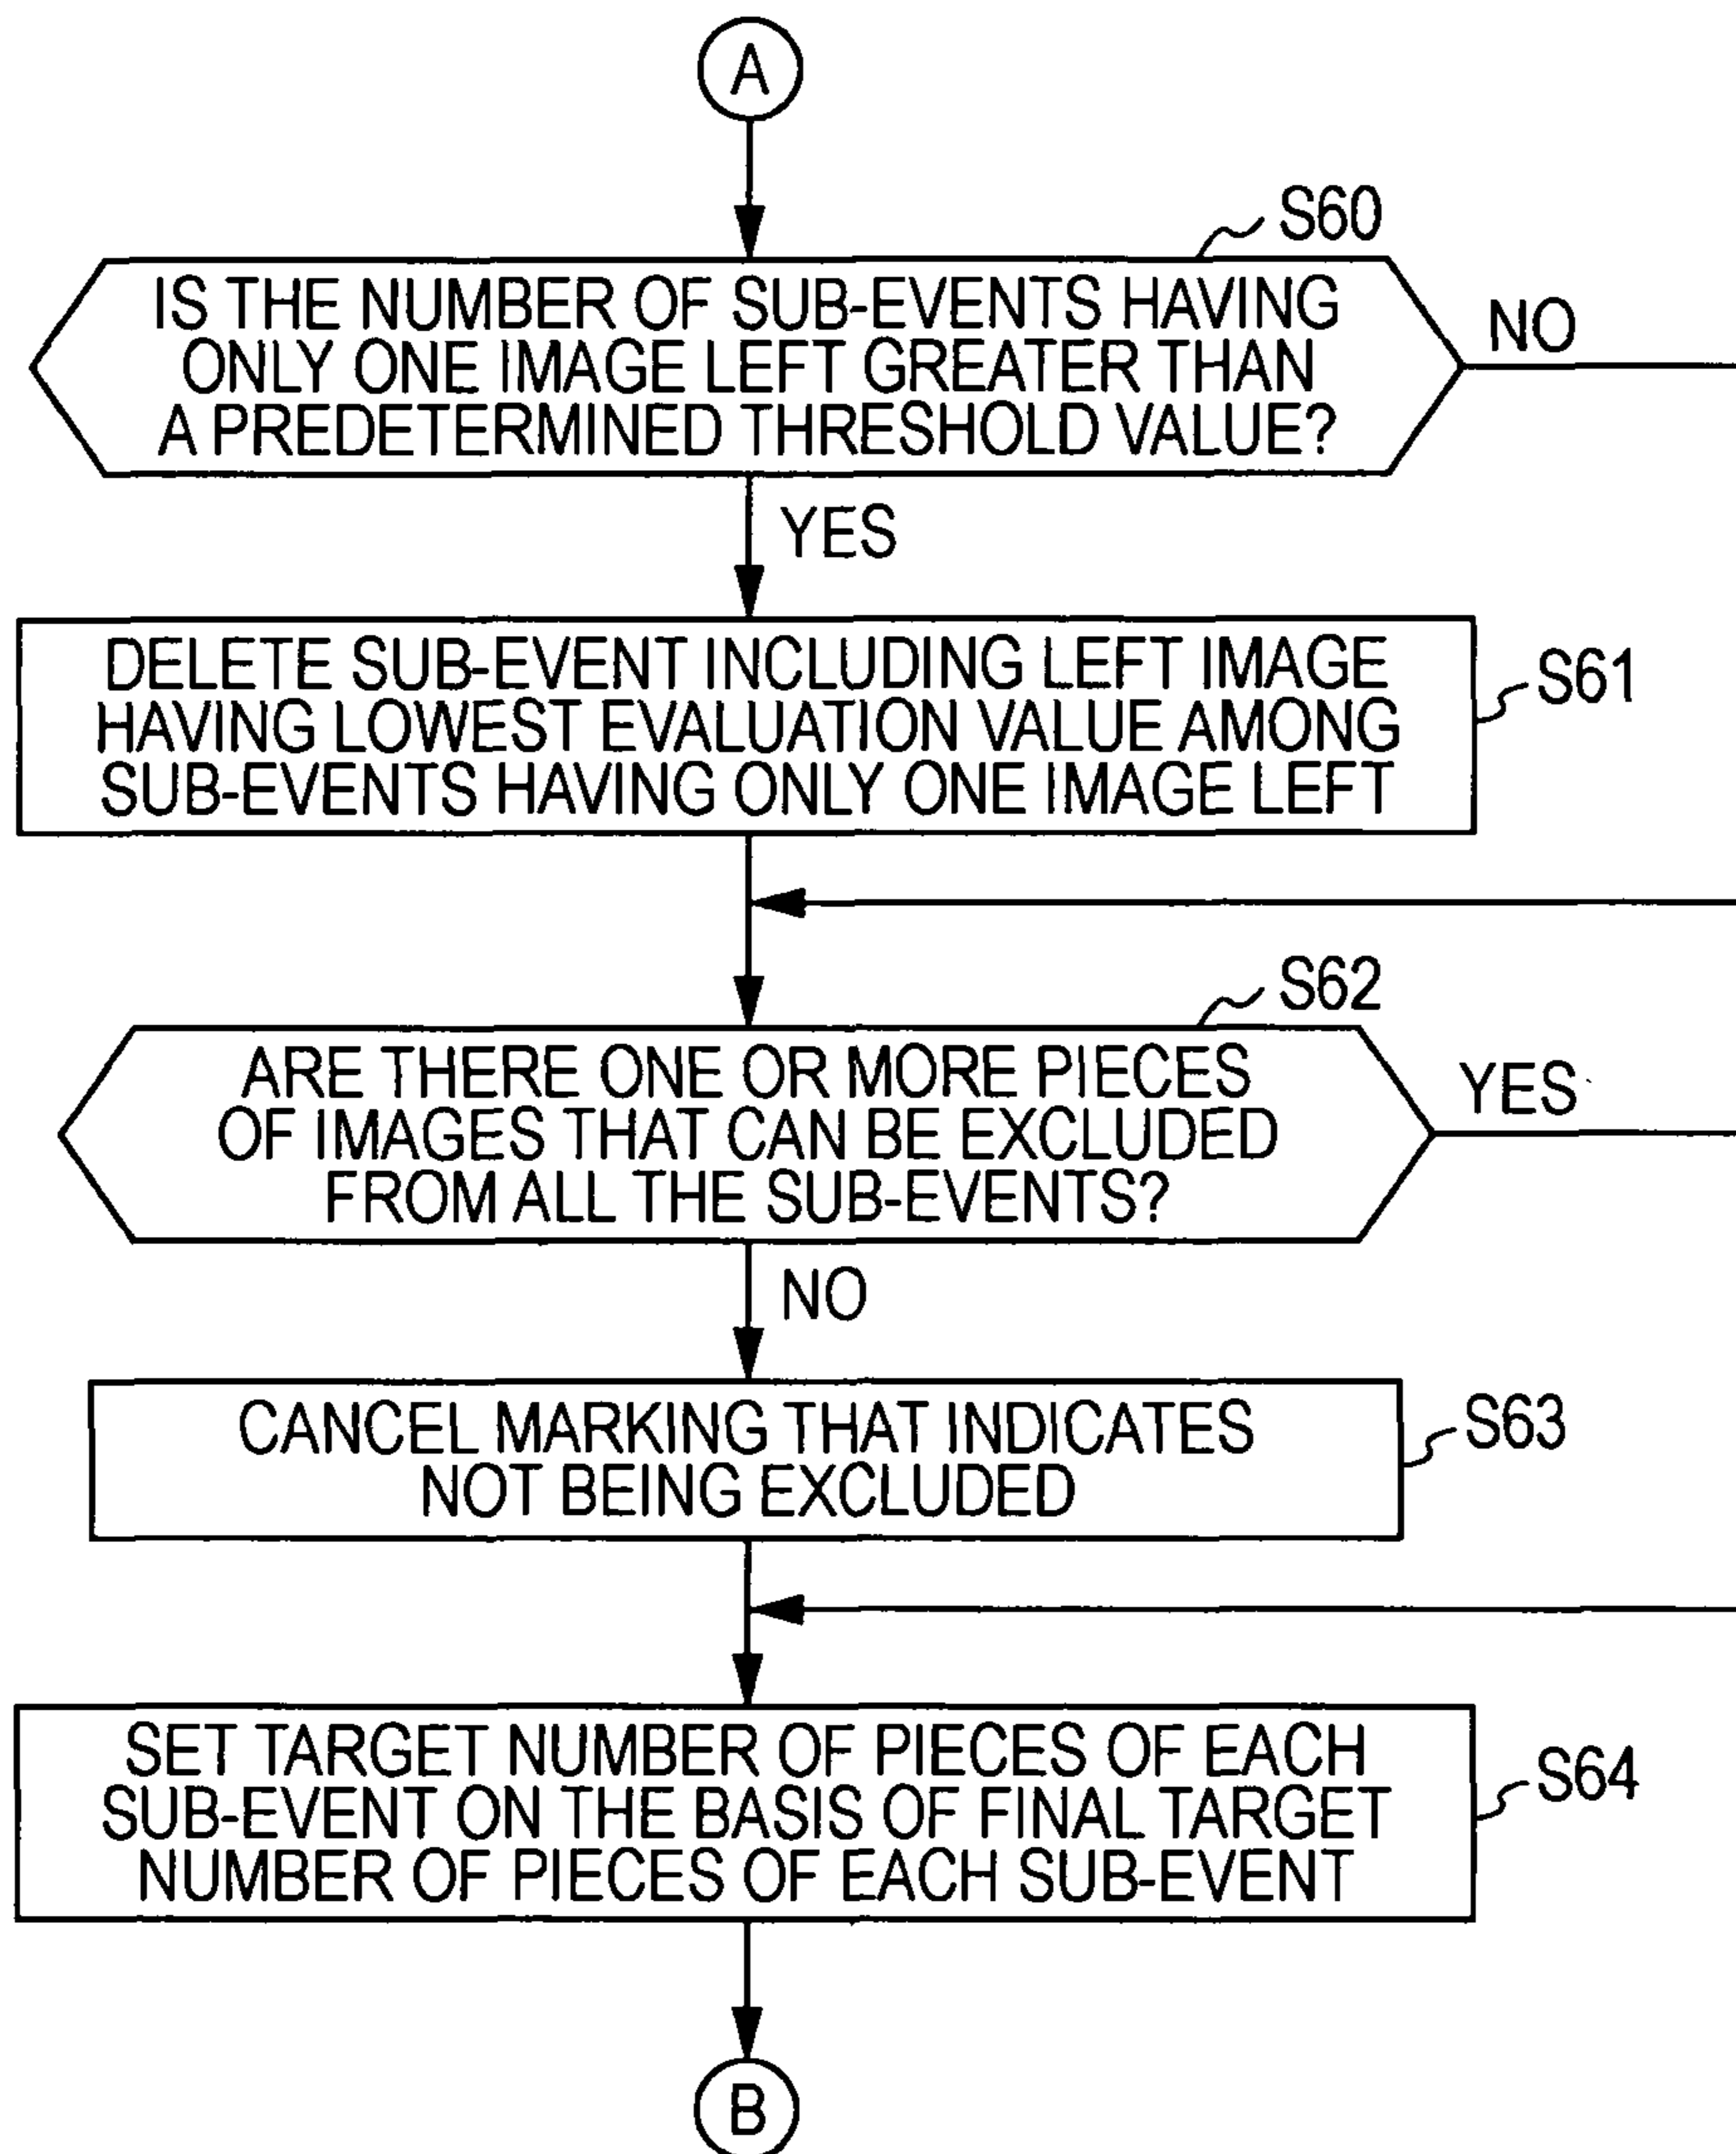 A
S60
IS THE NUMBER OF SUB-EVENTS HAVING
ONLY ONE IMAGE LEFT GREATER THAN
A PREDETERMINED THRESHOLD VALUE?
NO
YES
DELETE SUB-EVENT INCLUDING LEFT IMAGE
HAVING LOWEST EVALUATION VALUE AMONG
SUB-EVENTS HAVING ONLY ONE IMAGE LEFT
S61
S62
ARE THERE ONE OR MORE PIECES
OF IMAGES THAT CAN BE EXCLUDED
FROM ALL THE SUB-EVENTS?
YES
NO
CANCEL MARKING THAT INDICATES
NOT BEING EXCLUDED
S63
SET TARGET NUMBER OF PIECES OF EACH
SUB-EVENT ON THE BASIS OF FINAL TARGET
NUMBER OF PIECES OF EACH SUB-EVENT
S64
B